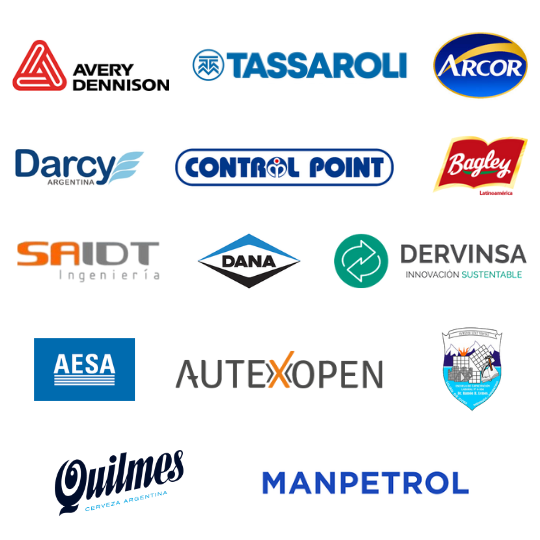 AVERY
DENNISON
TASSAROLI
ARCOR
Darcy
ARGENTINA
CONTROL POINT
Bagley
Latinoamérica
SAIDT
Ingeniería
DANA
DERVINSA
INNOVACIÓN SUSTENTABLE
AESA
AUTEXOPEN
Quilmes
CERVEZA ARGENTINA
MANPETROL